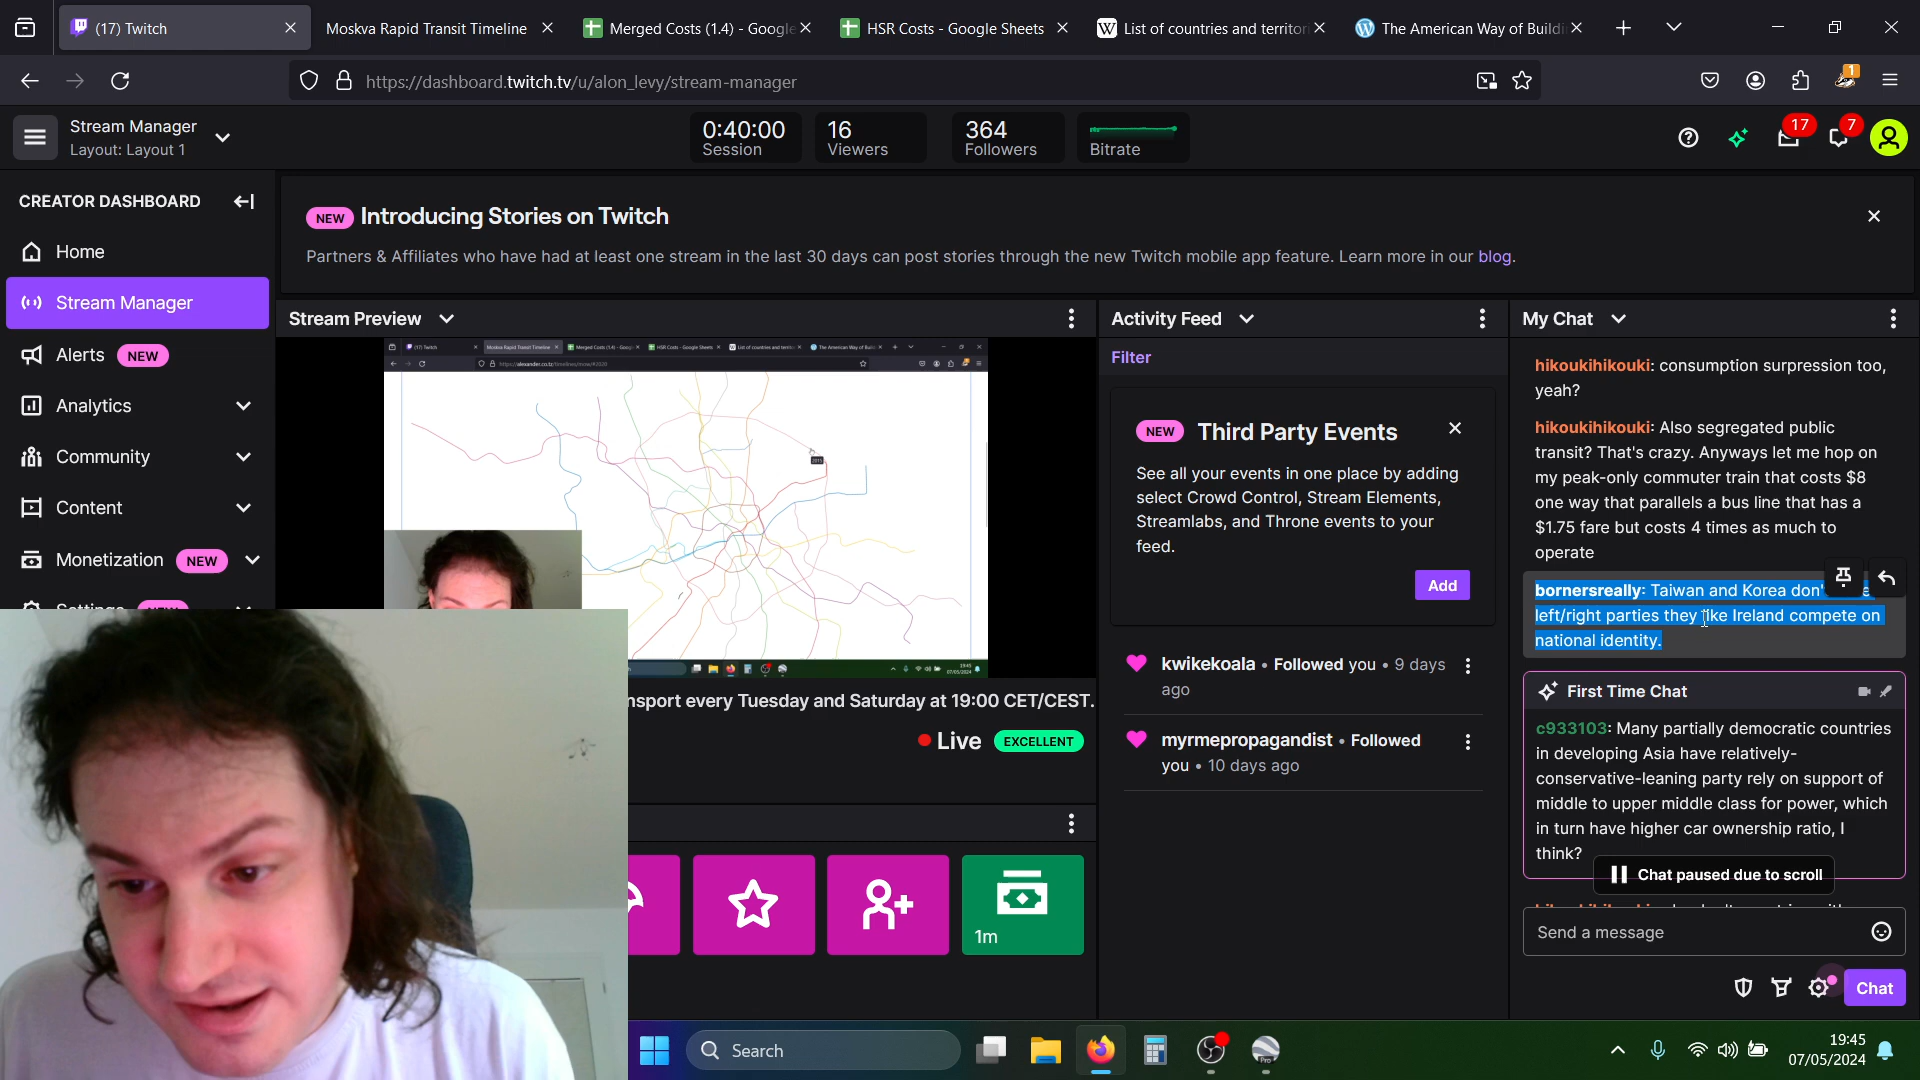 (17) Twitch
Moskva Rapid Transit Timeline
Merged Costs (1.4) - Google
HSR Costs - Google Sheets
List of countries and territori
The American Way of Buildi
https://dashboard.twitch.tv/u/alon_levy/stream-manager
1
Stream Manager
Layout: Layout 1
0:40:00
Session
16
Viewers
364
Followers
Bitrate
17
7
CREATOR DASHBOARD
Home
Stream Manager
Alerts NEW
Analytics
Community
Content
Monetization NEW
NEW Introducing Stories on Twitch
Partners & Affiliates who have had at least one stream in the last 30 days can post stories through the new Twitch mobile app feature. Learn more in our blog.
Stream Preview
nsport every Tuesday and Saturday at 19:00 CET/CEST.
Live EXCELLENT
1m
Activity Feed
Filter
NEW Third Party Events
See all your events in one place by adding
select Crowd Control, Stream Elements,
Streamlabs, and Throne events to your
feed.
Add
kwikekoala • Followed you • 9 days
ago
myrmepropagandist • Followed
you • 10 days ago
My Chat
hikoukihikouki: consumption surpression too,
yeah?
hikoukihikouki: Also segregated public
transit? That's crazy. Anyways let me hop on
my peak-only commuter train that costs $8
one way that parallels a bus line that has a
$1.75 fare but costs 4 times as much to
operate
bornersreally: Taiwan and Korea don'
left/right parties they like Ireland compete on
national identity.
First Time Chat
c933103: Many partially democratic countries
in developing Asia have relatively-
conservative-leaning party rely on support of
middle to upper middle class for power, which
in turn have higher car ownership ratio, I
think?
Chat paused due to scroll
Send a message
Chat
Search
19:45
07/05/2024